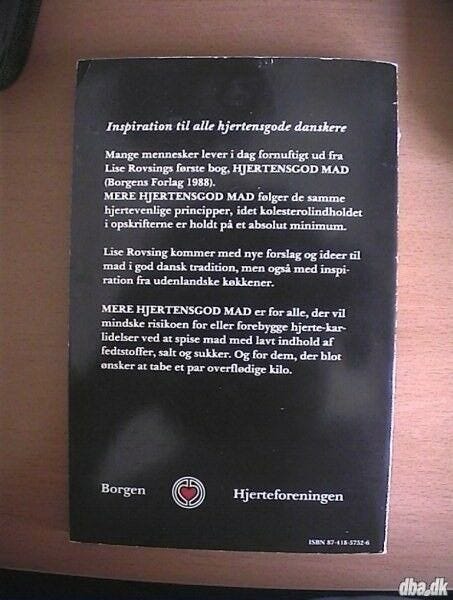 Inspiration til alle hjertensgode danskere
Mange mennesker lever i dag fornuftigt ud fra
Lise Rovsings første bog, HJERTENSGOD MAD
(Borgens Forlag 1988).
MERE HJERTENSGOD MAD følger de samme
hjertevenlige principper, idet kolesterolindholdet
i opskrifterne er holdt på et absolut minimum.
Lise Rovsing kommer med nye forslag og ideer til
mad i god dansk tradition, men også med inspi-
ration fra udenlandske køkkener.
MERE HJERTENSGOD MAD er for alle, der vil
mindske risikoen for eller forebygge hjerte-kar-
lidelser ved at spise mad med lavt indhold af
fedtstoffer, salt og sukker. Og for dem, der blot
ønsker at tabe et par overflødige kilo.
Borgen
Hjerteforeningen
ISBN 87-418-5752-6
dba.dk